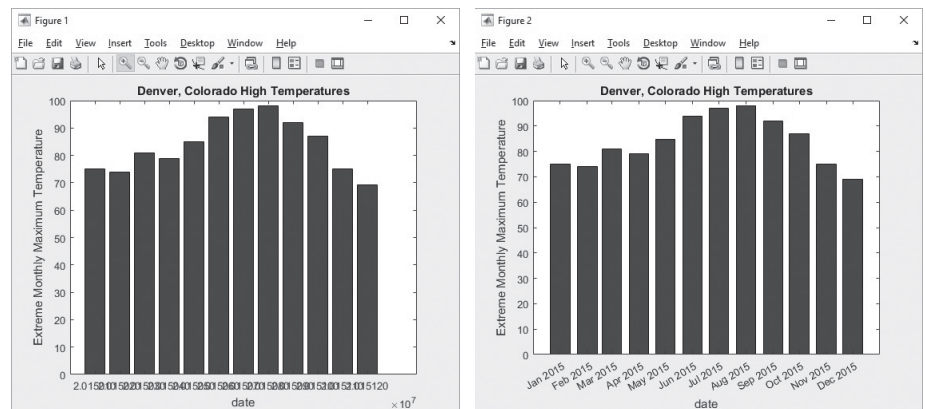 Figure 1
File Edit View Insert Tools Desktop Window Help
Denver, Colorado High Temperatures
Extreme Monthly Maximum Temperature
100
90
80
70
60
50
40
30
20
10
0
date
×10^7
Figure 2
File Edit View Insert Tools Desktop Window Help
Denver, Colorado High Temperatures
Extreme Monthly Maximum Temperature
100
90
80
70
60
50
40
30
20
10
0
Jan 2015 Feb 2015 Mar 2015 Apr 2015 May 2015 Jun 2015 Jul 2015 Aug 2015 Sep 2015 Oct 2015 Nov 2015 Dec 2015
date